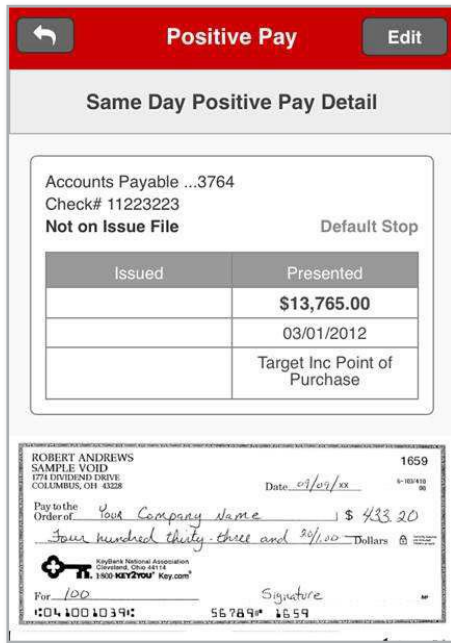 Positive Pay
Edit
Same Day Positive Pay Detail
Accounts Payable ...3764
Check# 11223223
Not on Issue File Default Stop
Issued Presented
$13,765.00
03/01/2012
Target Inc Point of
Purchase
ROBERT ANDREWS 1659
SAMPLE VOID
1774 DIVIDEND DRIVE
COLUMBUS, OH 43228
Date 09/09/xx
Pay to the
Order of Your Company Name $ 433.20
Four hundred thirty-three and 20/100 Dollars
KeyBank National Association
Cleveland, Ohio 44114
1·800·KEY2YOU® Key.com®
For 100 Signature
⑆041001039⑆ 56789⑈ 1659